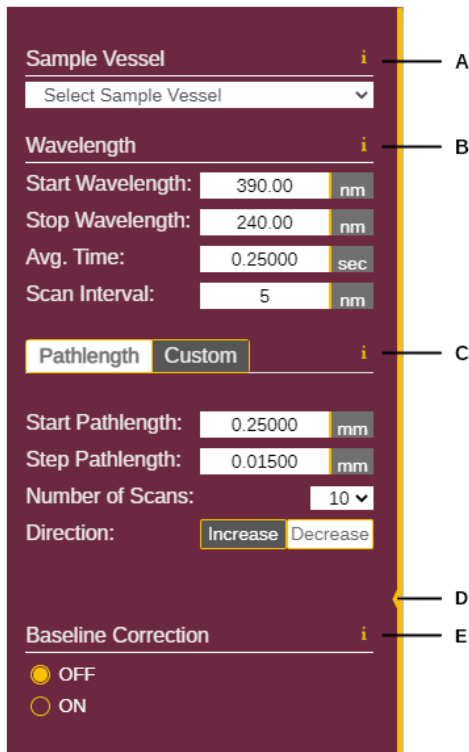 Sample Vessel i A
Select Sample Vessel
Wavelength i B
Start Wavelength: 390.00 nm
Stop Wavelength: 240.00 nm
Avg. Time: 0.25000 sec
Scan Interval: 5 nm
Pathlength Custom i C
Start Pathlength: 0.25000 mm
Step Pathlength: 0.01500 mm
Number of Scans: 10
Direction: Increase Decrease
D
Baseline Correction i E
OFF
ON